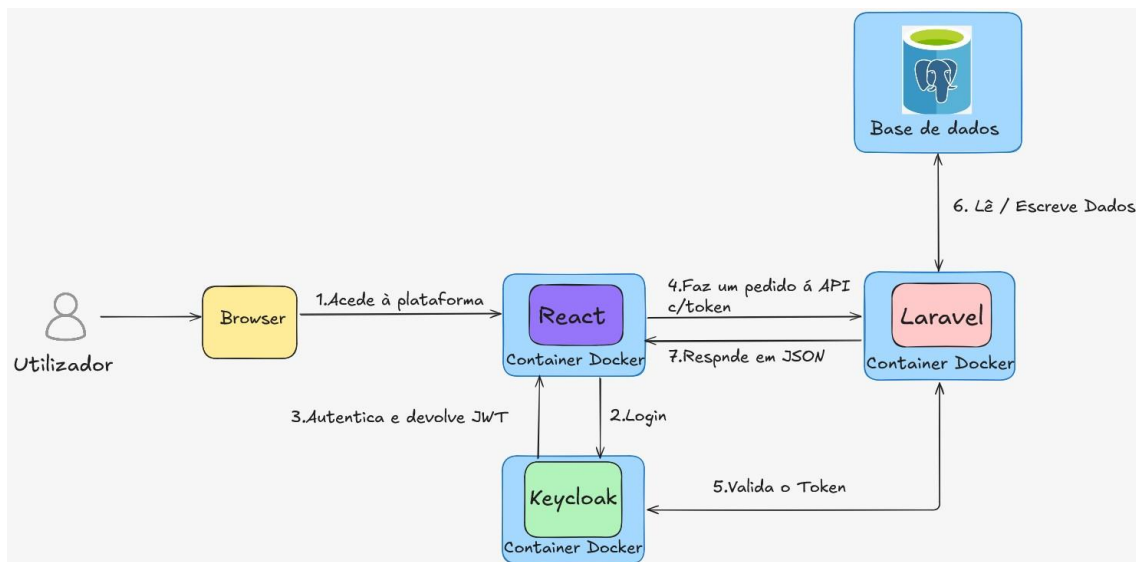 Base de dados
6. Lê / Escreve Dados
1.Acede à plataforma
4.Faz um pedido á API
c/token
Browser
React
Laravel
Utilizador
Container Docker
7.Respnde em JSON
Container Docker
3.Autentica e devolve JWT
2.Login
Keycloak
5.Valida o Token
Container Docker